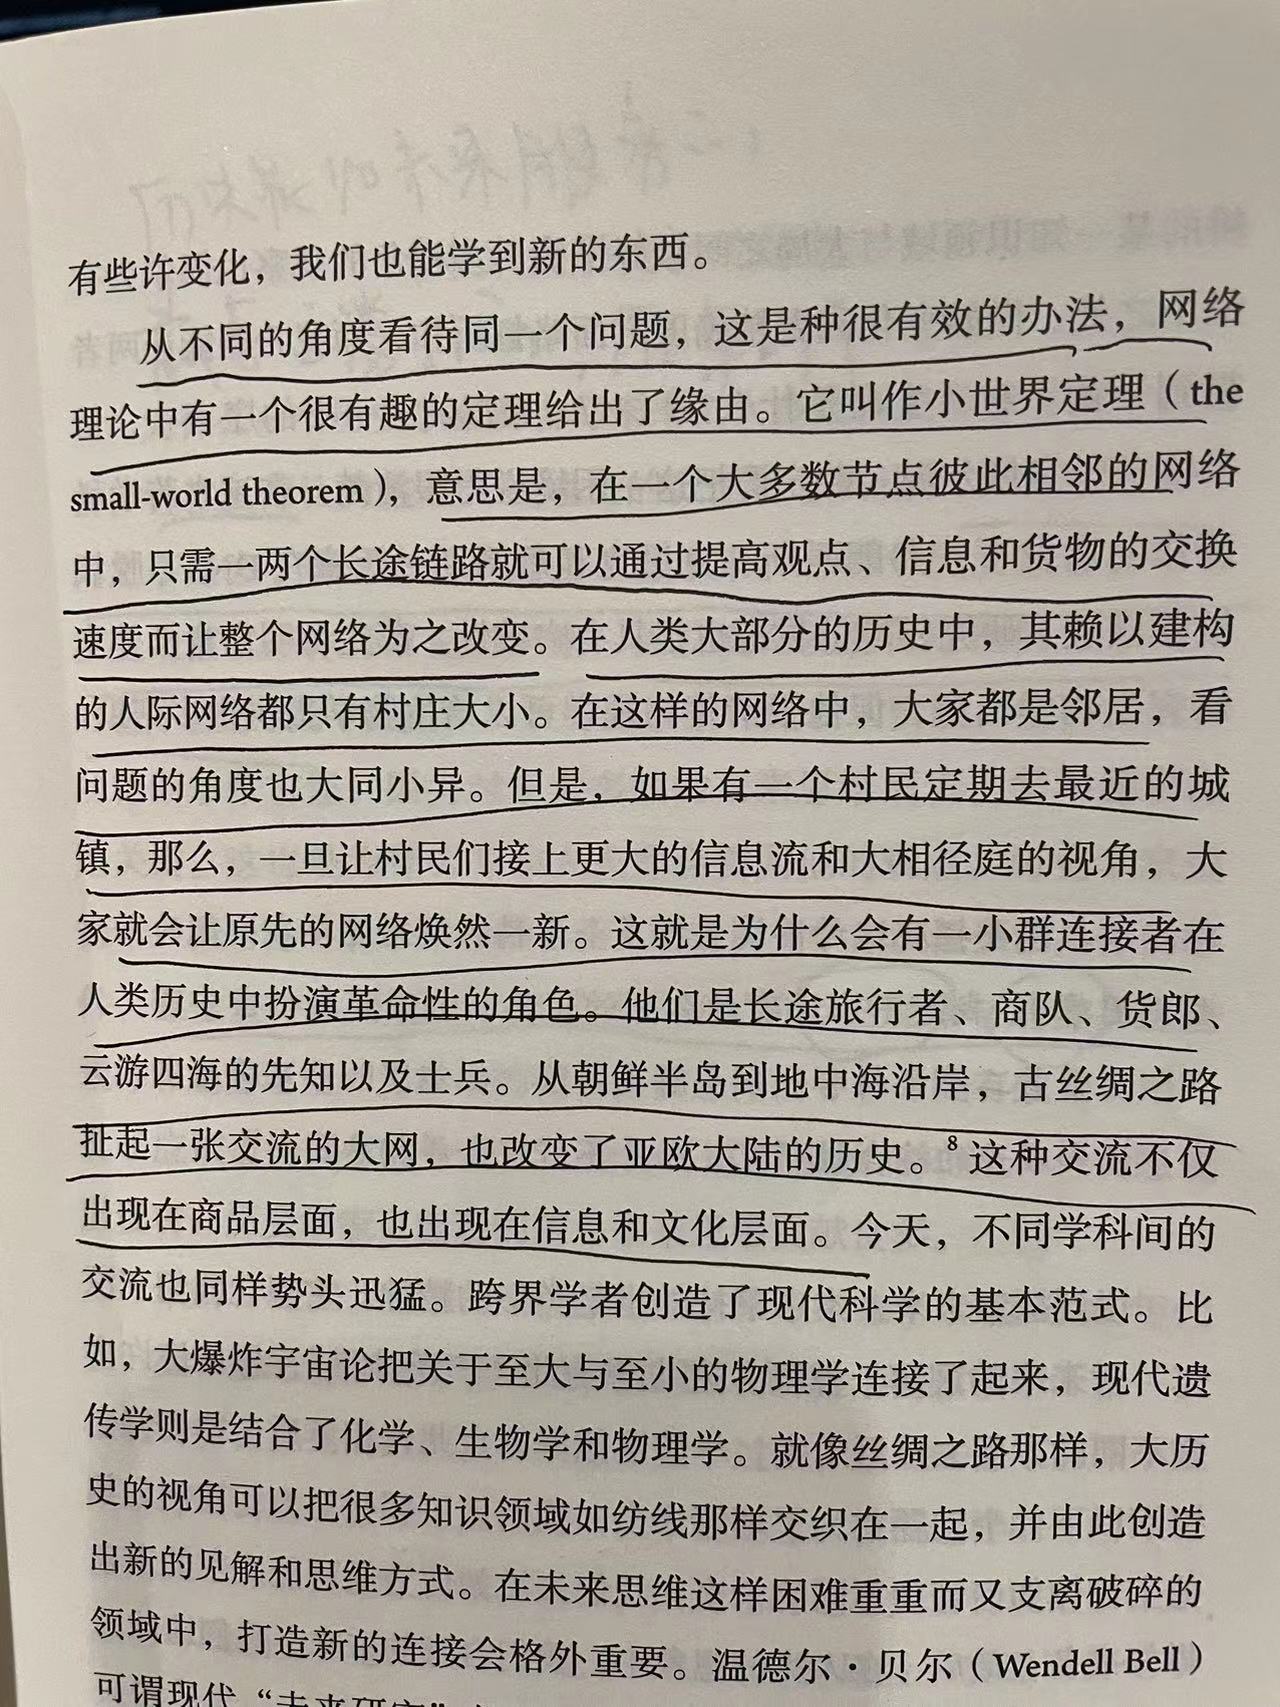 有些许变化，我们也能学到新的东西。
从不同的角度看待同一个问题，这是种很有效的办法，网络
理论中有一个很有趣的定理给出了缘由。它叫作小世界定理（the
small-world theorem），意思是，在一个大多数节点彼此相邻的网络
中，只需一两个长途链路就可以通过提高观点、信息和货物的交换
速度而让整个网络为之改变。在人类大部分的历史中，其赖以建构
的人际网络都只有村庄大小。在这样的网络中，大家都是邻居，看
问题的角度也大同小异。但是，如果有一个村民定期去最近的城
镇，那么，一旦让村民们接上更大的信息流和大相径庭的视角，大
家就会让原先的网络焕然一新。这就是为什么会有一小群连接者在
人类历史中扮演革命性的角色。他们是长途旅行者、商队、货郎、
云游四海的先知以及士兵。从朝鲜半岛到地中海沿岸，古丝绸之路
扯起一张交流的大网，也改变了亚欧大陆的历史。⁸这种交流不仅
出现在商品层面，也出现在信息和文化层面。今天，不同学科间的
交流也同样势头迅猛。跨界学者创造了现代科学的基本范式。比
如，大爆炸宇宙论把关于至大与至小的物理学连接了起来，现代遗
传学则是结合了化学、生物学和物理学。就像丝绸之路那样，大历
史的视角可以把很多知识领域如纺线那样交织在一起，并由此创造
出新的见解和思维方式。在未来思维这样困难重重而又支离破碎的
领域中，打造新的连接会格外重要。温德尔·贝尔（Wendell Bell）
可谓现代“未来研究”